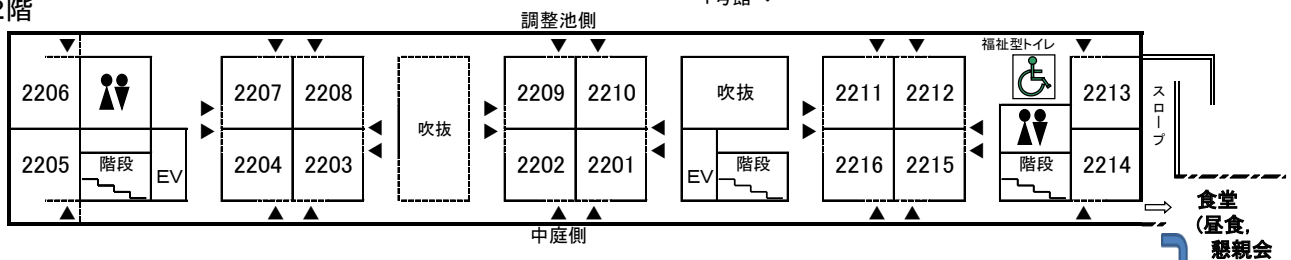 2階
調整池側
福祉型トイレ
2206
2207
2208
吹抜
2209
2210
吹抜
2211
2212
2213
スロープ
2205
階段
EV
2204
2203
2202
2201
EV
階段
2216
2215
階段
2214
中庭側
食堂
(昼食,
懇親会